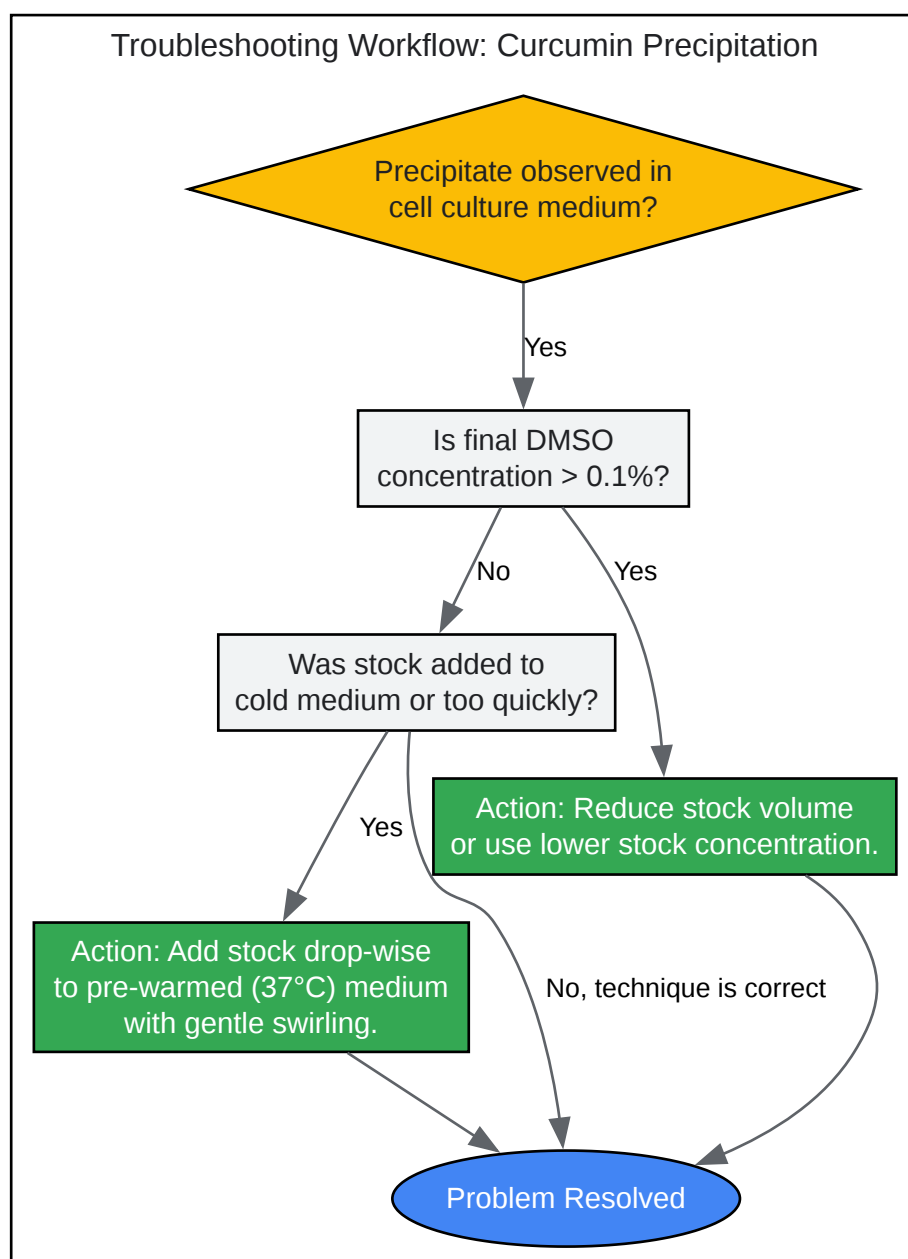 Troubleshooting Workflow: Curcumin Precipitation
Precipitate observed in
cell culture medium?
Yes
Is final DMSO
concentration > 0.1%?
No
Yes
Was stock added to
cold medium or too quickly?
Action: Reduce stock volume
or use lower stock concentration.
Yes
Action: Add stock drop-wise
to pre-warmed (37°C) medium
with gentle swirling.
No, technique is correct
Problem Resolved